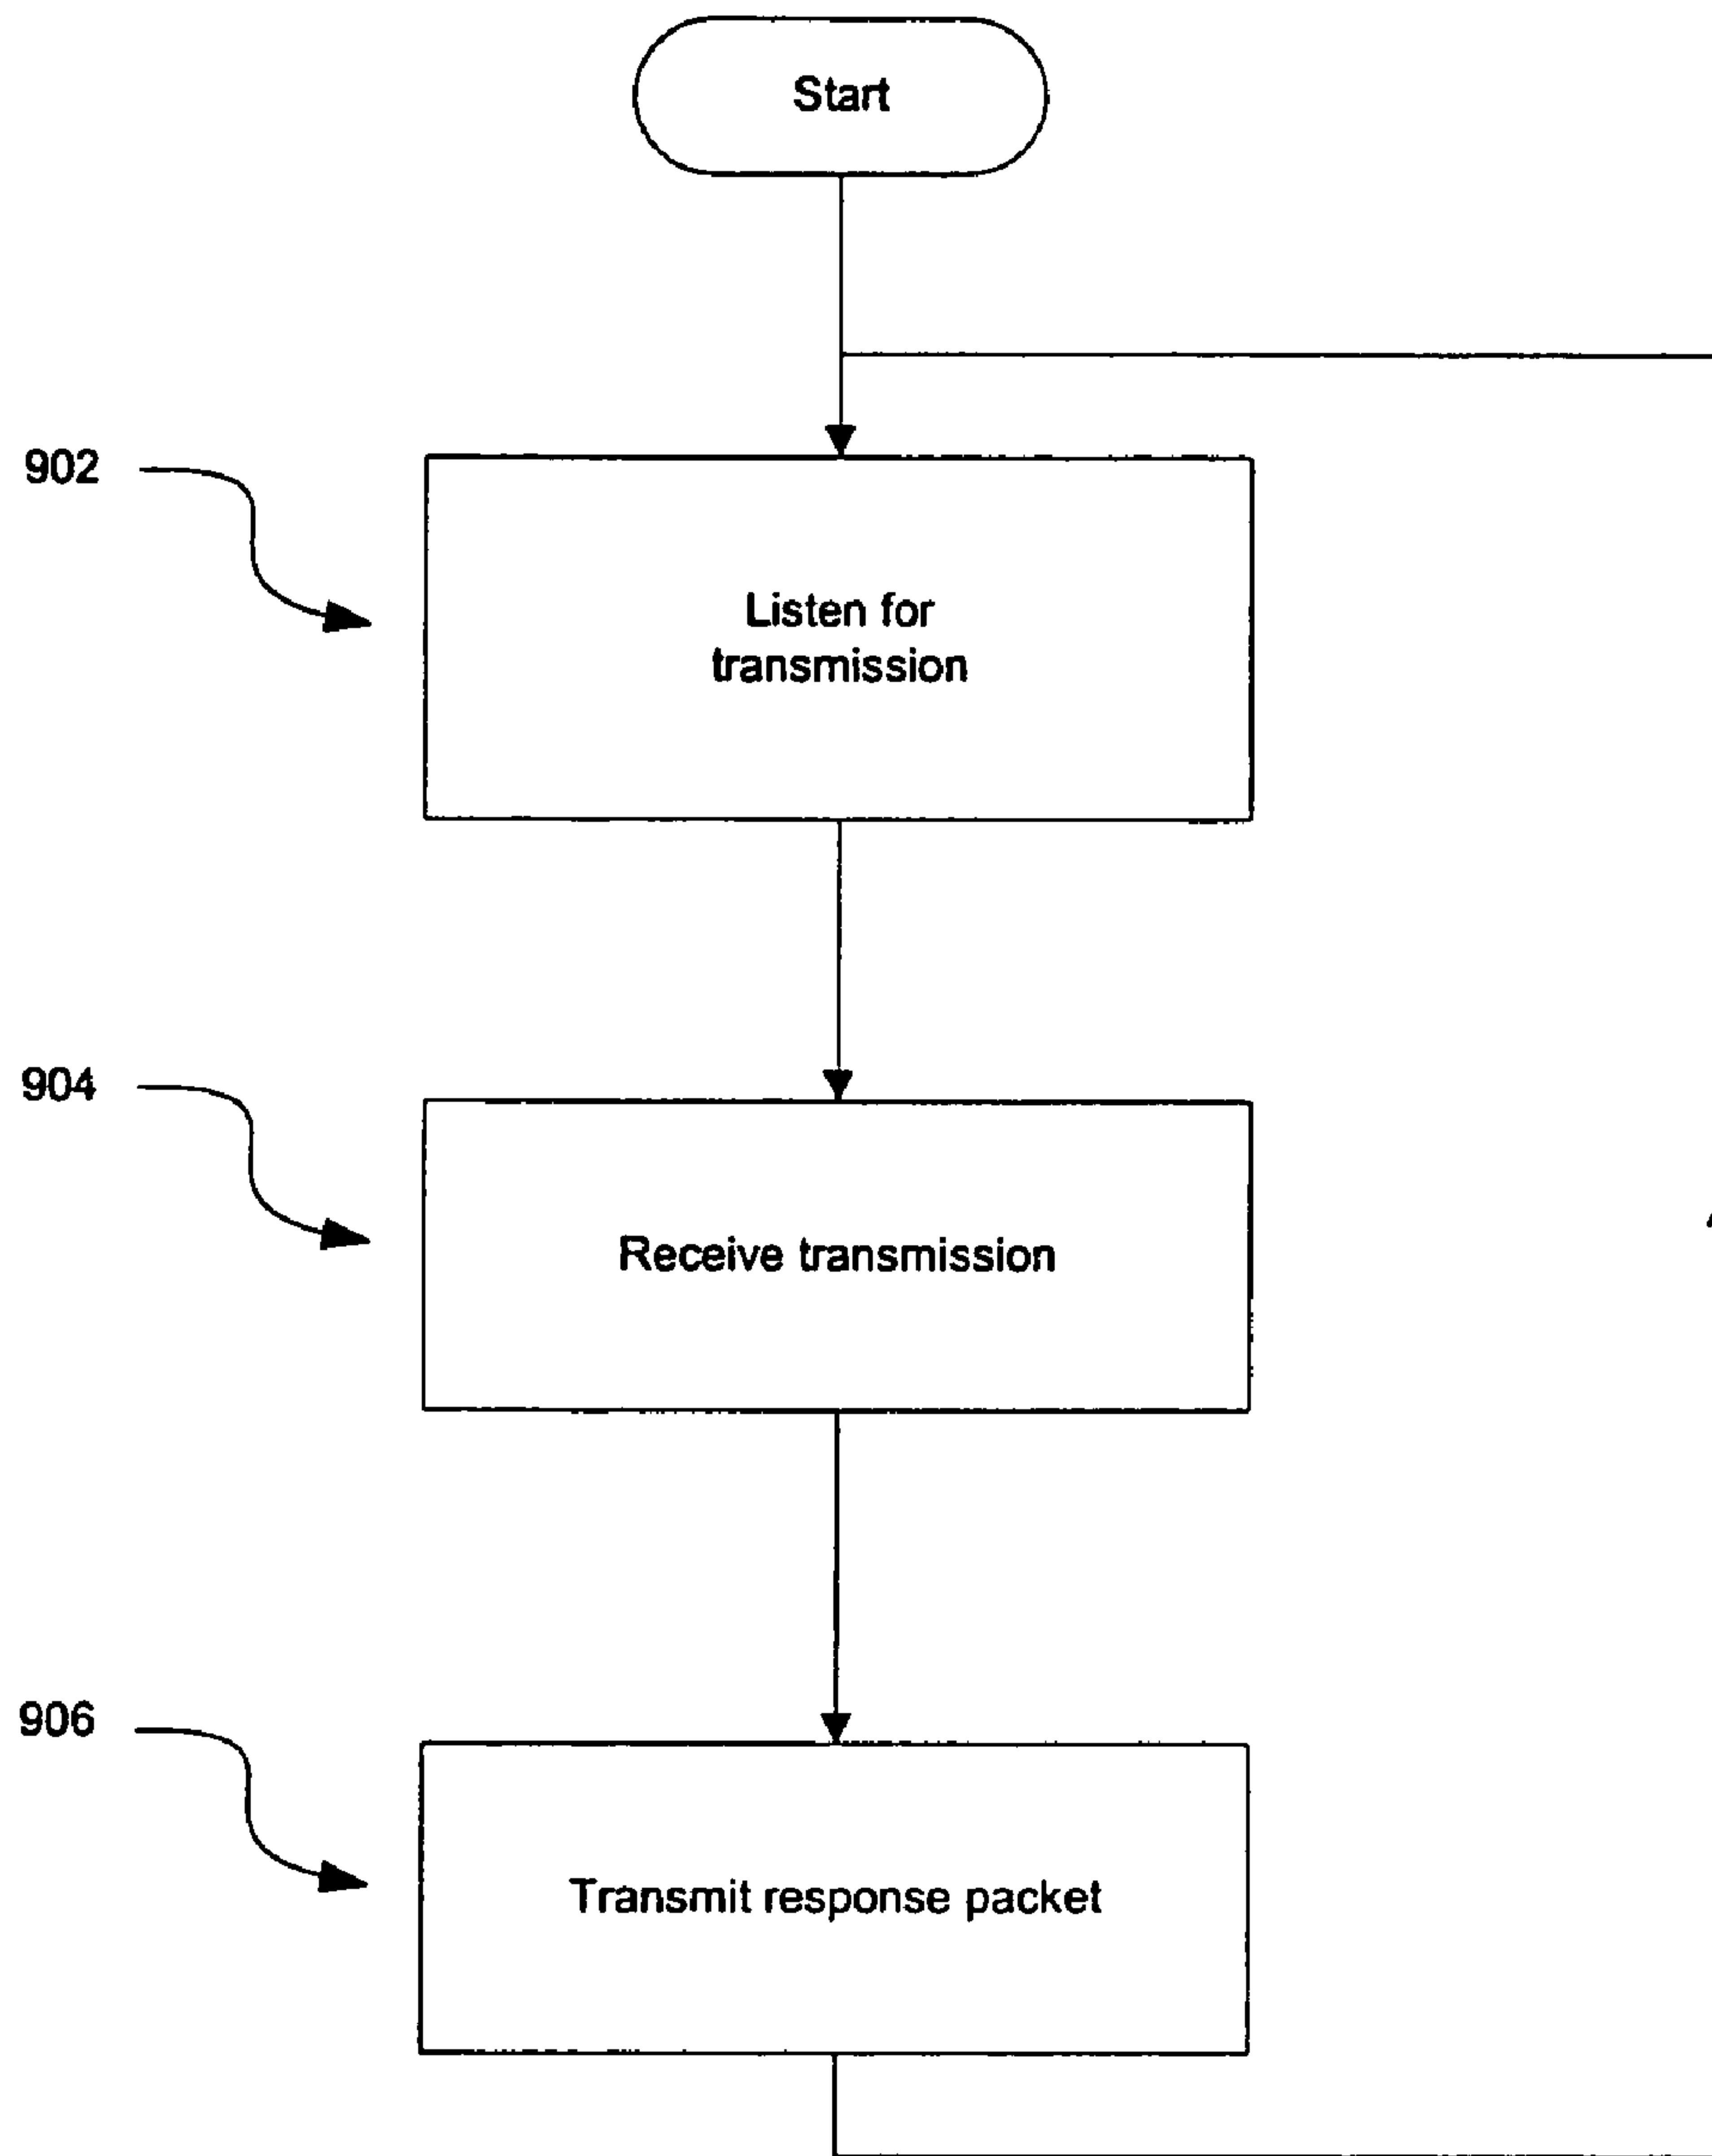 Start
902
Listen for
transmission
904
Receive transmission
906
Transmit response packet